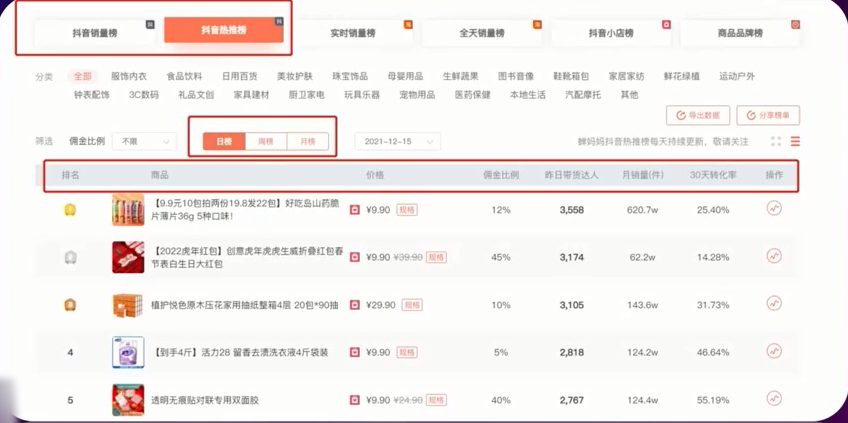 抖音销量榜 抖音热推榜 实时销量榜 全天销量榜 抖音小店榜 商品品牌榜
分类 全部 服饰内衣 食品饮料 日用百货 美妆护肤 珠宝饰品 母婴用品 生鲜蔬果 图书音像 鞋靴箱包 家居家纺 鲜花绿植 运动户外
钟表配饰 3C数码 礼品文创 家具建材 厨卫家电 玩具乐器 宠物用品 医药保健 本地生活 汽配摩托 其他
导出数据 分享榜单
筛选 佣金比例 不限 日榜 周榜 月榜 2021-12-15 蝉妈妈抖音热推榜每天持续更新，敬请关注
排名 商品 价格 佣金比例 昨日带货达人 月销量(件) 30天转化率 操作
【9.9元10包拍两份19.8发22包】好吃岛山药脆
片薄片36g 5种口味！
¥9.90 规格 12% 3,558 620.7w 25.40%
【2022虎年红包】创意虎年虎虎生威折叠红包春
节表白生日大红包
¥9.90 ¥39.90 规格 45% 3,174 62.2w 14.28%
植护悦色原木压花家用抽纸整箱4层 20包*90抽 ¥29.90 规格 10% 3,105 143.6w 31.73%
4 【到手4斤】活力28 留香去渍洗衣液4斤袋装 ¥9.90 规格 5% 2,818 124.2w 46.64%
5 透明无痕贴对联专用双面胶 ¥9.90 ¥24.90 规格 40% 2,767 124.4w 55.19%